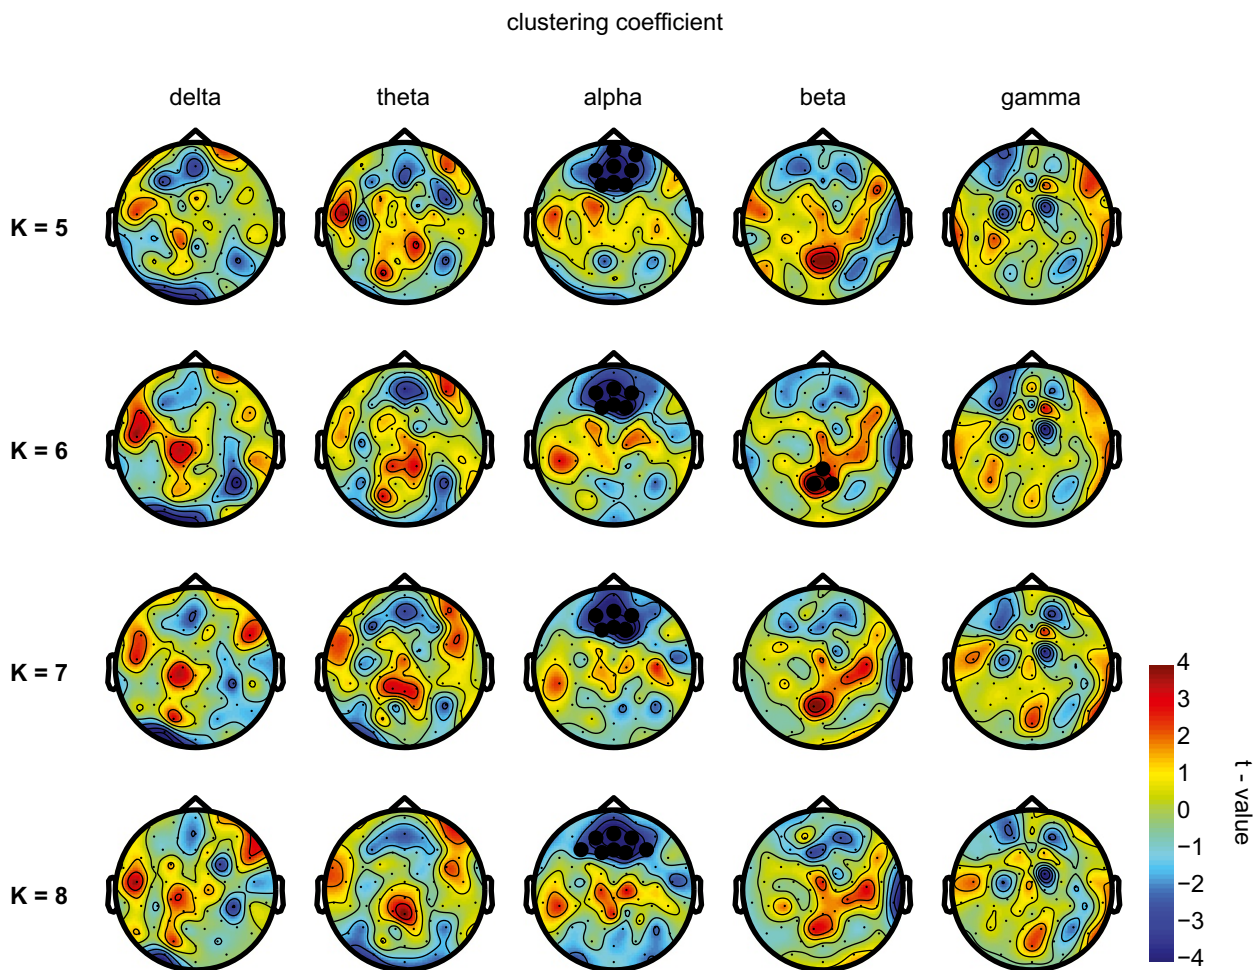 clustering coefficient
delta theta alpha beta gamma
K = 5
K = 6
K = 7
K = 8
4
3
2
1
0
−1
−2
−3
−4
t - value